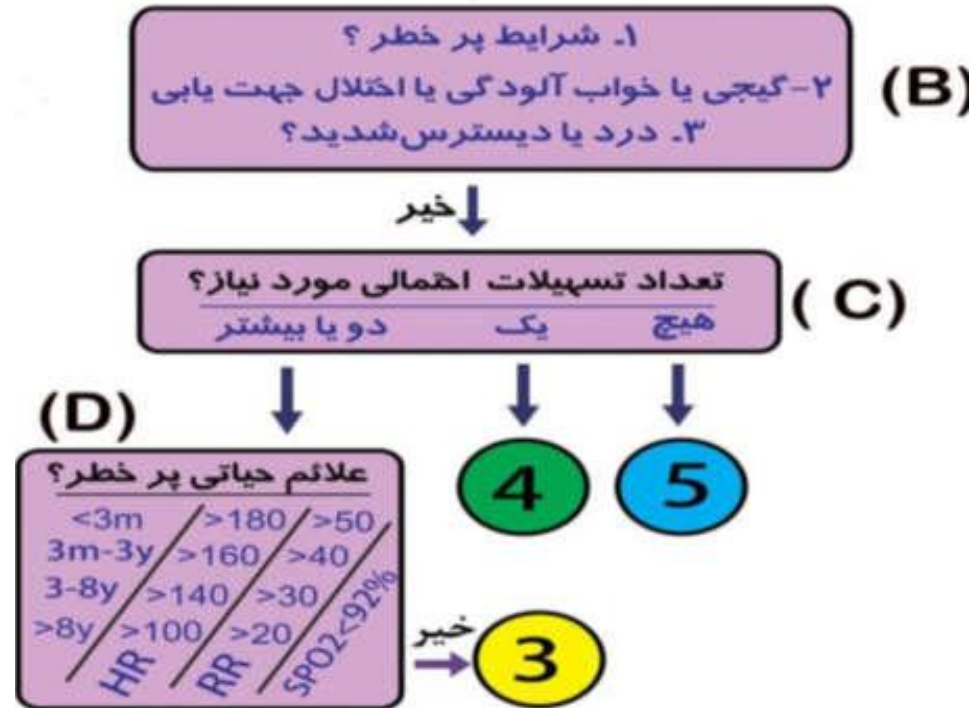 ۱ـ شرایط پر خطر ؟
۲-گیجی یا خواب آلودگی یا اختلال جهت یابی
۳ـ درد یا دیسترس شدید؟
(B)
خیر
تعداد تسهیلات احتمالی مورد نیاز؟
هیچ یک دو یا بیشتر
( C)
(D)
4 5
علائم حیاتی پر خطر؟
<3m >180 >50
3m-3y >160 >40
3-8y >140 >30
>8y >100 >20
HR RR SPO2<92%
خیر
3